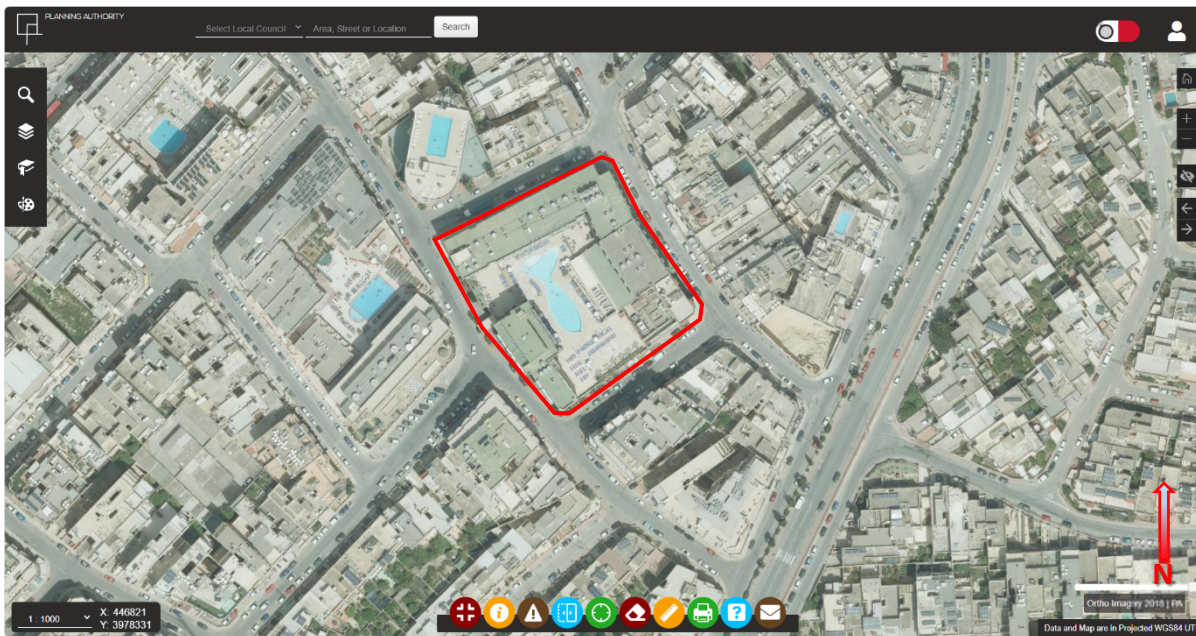 PLANNING AUTHORITY
Select Local Council
Area, Street or Location
Search
N
1 : 1000
X: 446821
Y: 3978331
Ortho Imagery 2018 | PA
Data and Map are in Projected WGS84 UT